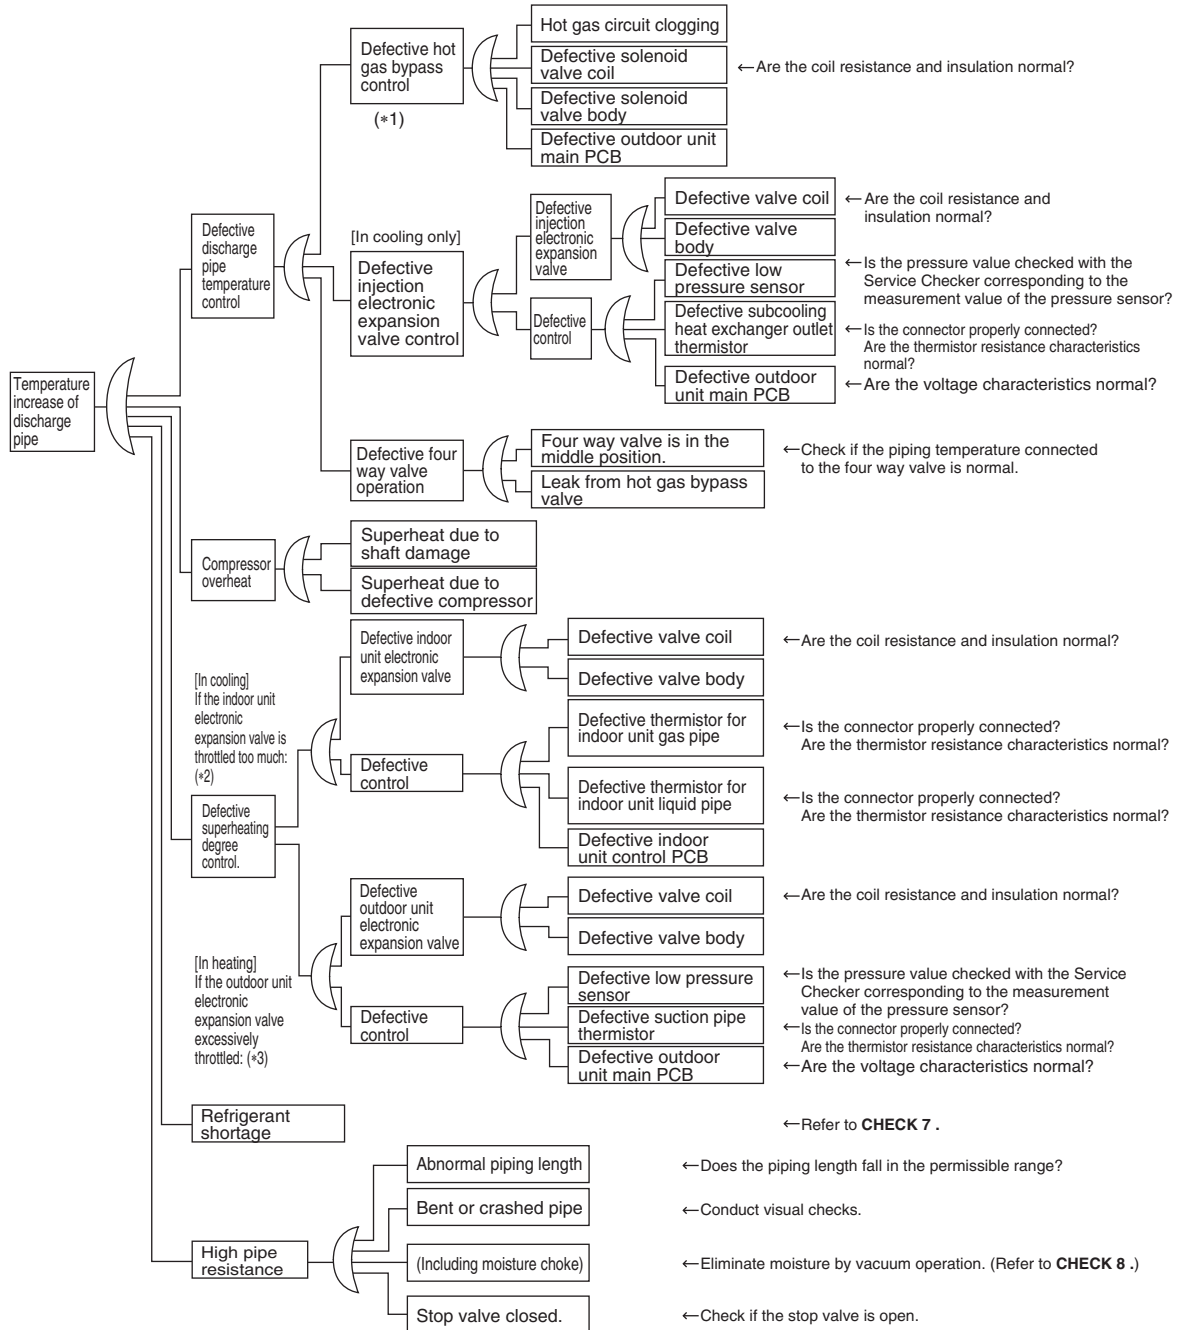 Hot gas circuit clogging
Defective hot
gas bypass
control
(*1)
Defective solenoid
valve coil
←Are the coil resistance and insulation normal?
Defective solenoid
valve body
Defective outdoor unit
main PCB
Defective
discharge
pipe
temperature
control
[In cooling only]
Defective
injection
electronic
expansion
valve control
Defective
injection
electronic
expansion
valve
Defective valve coil
←Are the coil resistance and
insulation normal?
Defective valve
body
Defective
control
Defective low
pressure sensor
←Is the pressure value checked with the
Service Checker corresponding to the
measurement value of the pressure sensor?
Defective subcooling
heat exchanger outlet
thermistor
←Is the connector properly connected?
Are the thermistor resistance characteristics
normal?
Defective outdoor
unit main PCB
←Are the voltage characteristics normal?
Temperature
increase of
discharge
pipe
Defective four
way valve
operation
Four way valve is in the
middle position.
←Check if the piping temperature connected
to the four way valve is normal.
Leak from hot gas bypass
valve
Compressor
overheat
Superheat due to
shaft damage
Superheat due to
defective compressor
[In cooling]
If the indoor unit
electronic
expansion valve is
throttled too much:
(*2)
Defective indoor
unit electronic
expansion valve
Defective valve coil
←Are the coil resistance and insulation normal?
Defective valve body
Defective
control
Defective thermistor for
indoor unit gas pipe
←Is the connector properly connected?
Are the thermistor resistance characteristics normal?
Defective thermistor for
indoor unit liquid pipe
←Is the connector properly connected?
Are the thermistor resistance characteristics normal?
Defective indoor
unit control PCB
Defective
superheating
degree
control.
[In heating]
If the outdoor unit
electronic
expansion valve
excessively
throttled: (*3)
Defective
outdoor unit
electronic
expansion valve
Defective valve coil
←Are the coil resistance and insulation normal?
Defective valve body
Defective
control
Defective low pressure
sensor
←Is the pressure value checked with the Service
Checker corresponding to the measurement
value of the pressure sensor?
Defective suction pipe
thermistor
←Is the connector properly connected?
Are the thermistor resistance characteristics normal?
Defective outdoor
unit main PCB
←Are the voltage characteristics normal?
Refrigerant
shortage
←Refer to CHECK 7 .
High pipe
resistance
Abnormal piping length
←Does the piping length fall in the permissible range?
Bent or crashed pipe
←Conduct visual checks.
(Including moisture choke)
←Eliminate moisture by vacuum operation. (Refer to CHECK 8 .)
Stop valve closed.
←Check if the stop valve is open.